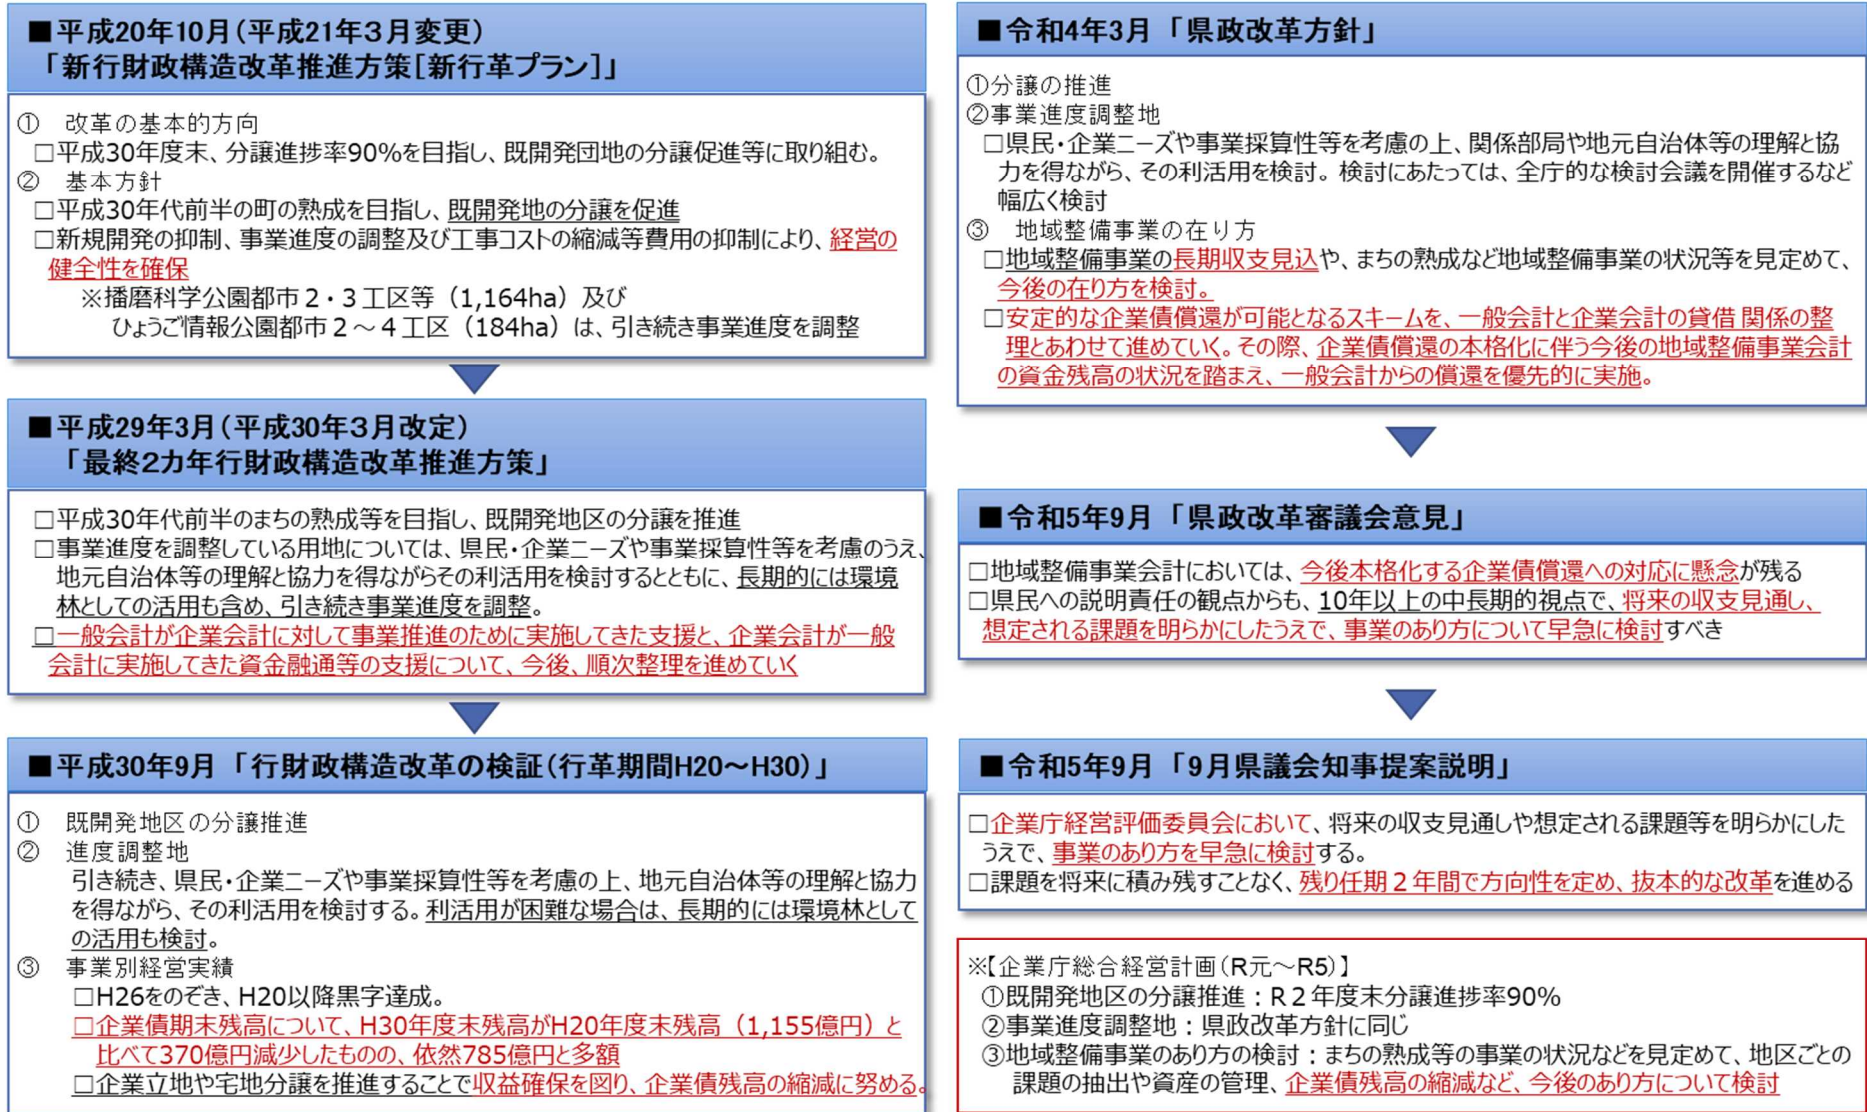 ■平成20年10月(平成21年3月変更)
「新行財政構造改革推進方策[新行革プラン]」
① 改革の基本的方向
□平成30年度末、分譲進捗率90%を目指し、既開発団地の分譲促進等に取り組む。
② 基本方針
□平成30年代前半の町の熟成を目指し、既開発地の分譲を促進
□新規開発の抑制、事業進度の調整及び工事コストの縮減等費用の抑制により、経営の
健全性を確保
※播磨科学公園都市2・3工区等（1,164ha）及び
ひょうご情報公園都市2～4工区（184ha）は、引き続き事業進度を調整
■平成29年3月(平成30年3月改定)
「最終2カ年行財政構造改革推進方策」
□平成30年代前半のまちの熟成等を目指し、既開発地区の分譲を推進
□事業進度を調整している用地については、県民・企業ニーズや事業採算性等を考慮のうえ、
地元自治体等の理解と協力を得ながらその利活用を検討するとともに、長期的には環境
林としての活用も含め、引き続き事業進度を調整。
□一般会計が企業会計に対して事業推進のために実施してきた支援と、企業会計が一般
会計に実施してきた資金融通等の支援について、今後、順次整理を進めていく
■平成30年9月「行財政構造改革の検証(行革期間H20～H30)」
① 既開発地区の分譲推進
② 進度調整地
引き続き、県民・企業ニーズや事業採算性等を考慮の上、地元自治体等の理解と協力
を得ながら、その利活用を検討する。利活用が困難な場合は、長期的には環境林として
の活用も検討。
③ 事業別経営実績
□H26をのぞき、H20以降黒字達成。
□企業債期末残高について、H30年度末残高がH20年度末残高（1,155億円）と
比べて370億円減少したものの、依然785億円と多額
□企業立地や宅地分譲を推進することで収益確保を図り、企業債残高の縮減に努める。
■令和4年3月「県政改革方針」
①分譲の推進
②事業進度調整地
□県民・企業ニーズや事業採算性等を考慮の上、関係部局や地元自治体等の理解と協
力を得ながら、その利活用を検討。検討にあたっては、全庁的な検討会議を開催するなど
幅広く検討
③ 地域整備事業の在り方
□地域整備事業の長期収支見込や、まちの熟成など地域整備事業の状況等を見定めて、
今後の在り方を検討。
□安定的な企業債償還が可能となるスキームを、一般会計と企業会計の貸借 関係の整
理とあわせて進めていく。その際、企業債償還の本格化に伴う今後の地域整備事業会計
の資金残高の状況を踏まえ、一般会計からの償還を優先的に実施。
■令和5年9月「県政改革審議会意見」
□地域整備事業会計においては、今後本格化する企業債償還への対応に懸念が残る
□県民への説明責任の観点からも、10年以上の中長期的視点で、将来の収支見通し、
想定される課題を明らかにしたうえで、事業のあり方について早急に検討すべき
■令和5年9月「9月県議会知事提案説明」
□企業庁経営評価委員会において、将来の収支見通しや想定される課題等を明らかにした
うえで、事業のあり方を早急に検討する。
□課題を将来に積み残すことなく、残り任期2年間で方向性を定め、抜本的な改革を進める
※【企業庁総合経営計画(R元～R5)】
①既開発地区の分譲推進：R2年度末分譲進捗率90%
②事業進度調整地：県政改革方針に同じ
③地域整備事業のあり方の検討：まちの熟成等の事業の状況などを見定めて、地区ごとの
課題の抽出や資産の管理、企業債残高の縮減など、今後のあり方について検討